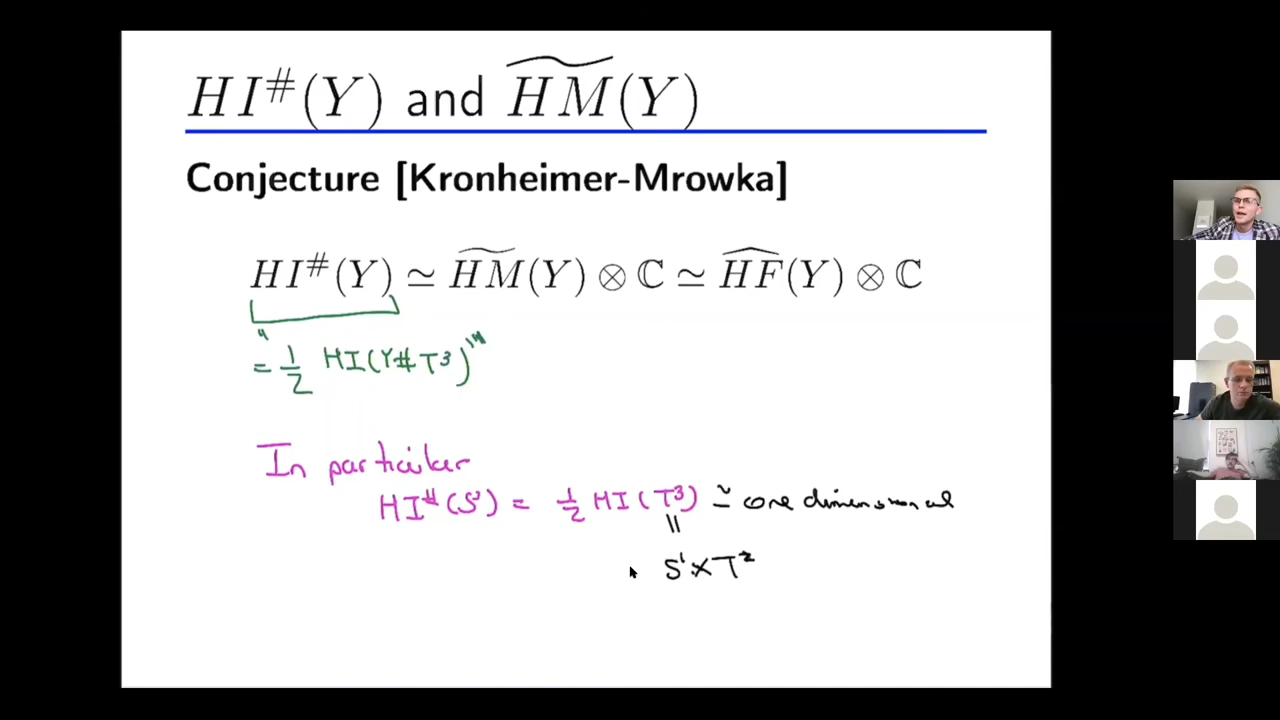 HI^#(Y) and \widetilde{HM}(Y)
Conjecture [Kronheimer-Mrowka]
HI^#(Y) ≃ \widetilde{HM}(Y) ⊗ ℂ ≃ \widehat{HF}(Y) ⊗ ℂ
"= 1/2 HI(Y#T³)"
In particular
HI^#(S³) = 1/2 HI(T³) ≃ one dimensional
||
S¹×T²